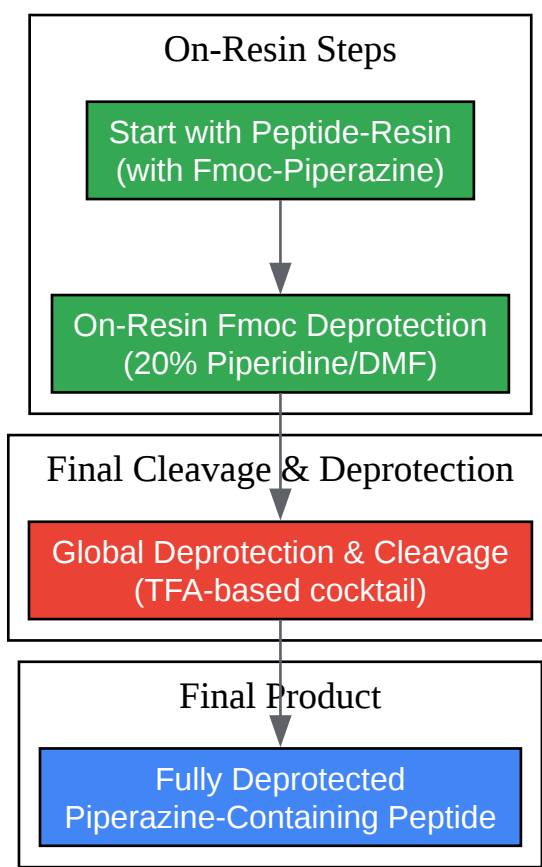 On-Resin Steps
Start with Peptide-Resin
(with Fmoc-Piperazine)
On-Resin Fmoc Deprotection
(20% Piperidine/DMF)
Final Cleavage & Deprotection
Global Deprotection & Cleavage
(TFA-based cocktail)
Final Product
Fully Deprotected
Piperazine-Containing Peptide